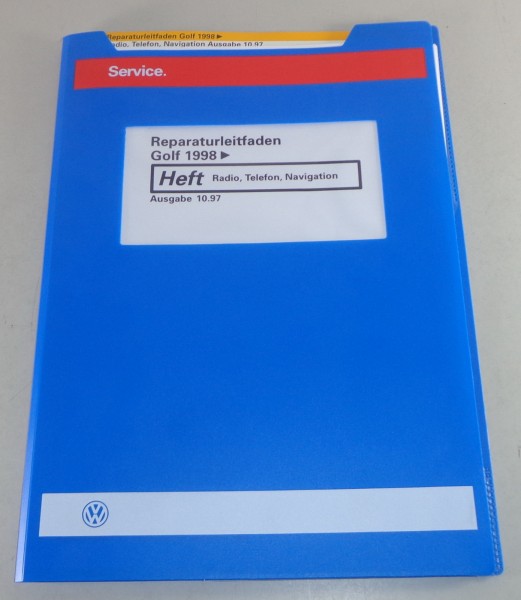 Reparaturleitfaden Golf 1998 ►
Radio, Telefon, Navigation Ausgabe 10.97
Service.
Reparaturleitfaden
Golf 1998 ►
Heft Radio, Telefon, Navigation
Ausgabe 10.97